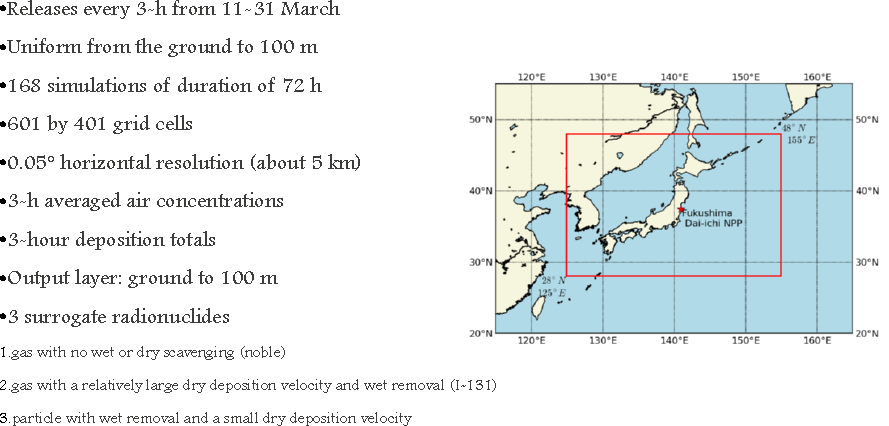 •Releases every 3-h from 11-31 March
•Uniform from the ground to 100 m
•168 simulations of duration of 72 h
•601 by 401 grid cells
•0.05° horizontal resolution (about 5 km)
•3-h averaged air concentrations
•3-hour deposition totals
•Output layer: ground to 100 m
•3 surrogate radionuclides
1.gas with no wet or dry scavenging (noble)
2.gas with a relatively large dry deposition velocity and wet removal (I-131)
3.particle with wet removal and a small dry deposition velocity
120°E 130°E 140°E 150°E 160°E
50°N 50°N
48° N
155° E
40°N 40°N
Fukushima
Dai-ichi NPP
30°N 30°N
28° N
125° E
20°N 20°N
120°E 130°E 140°E 150°E 160°E